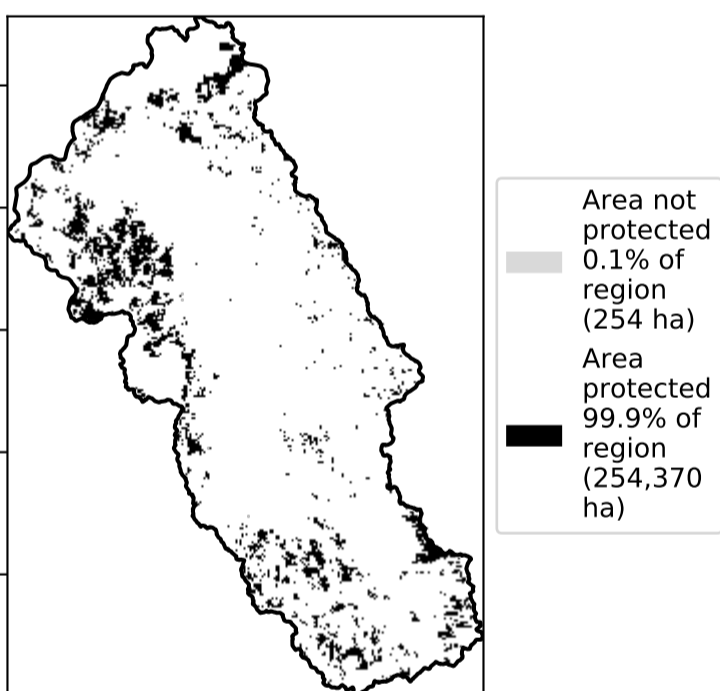 Area not
protected
0.1% of
region
(254 ha)
Area
protected
99.9% of
region
(254,370
ha)